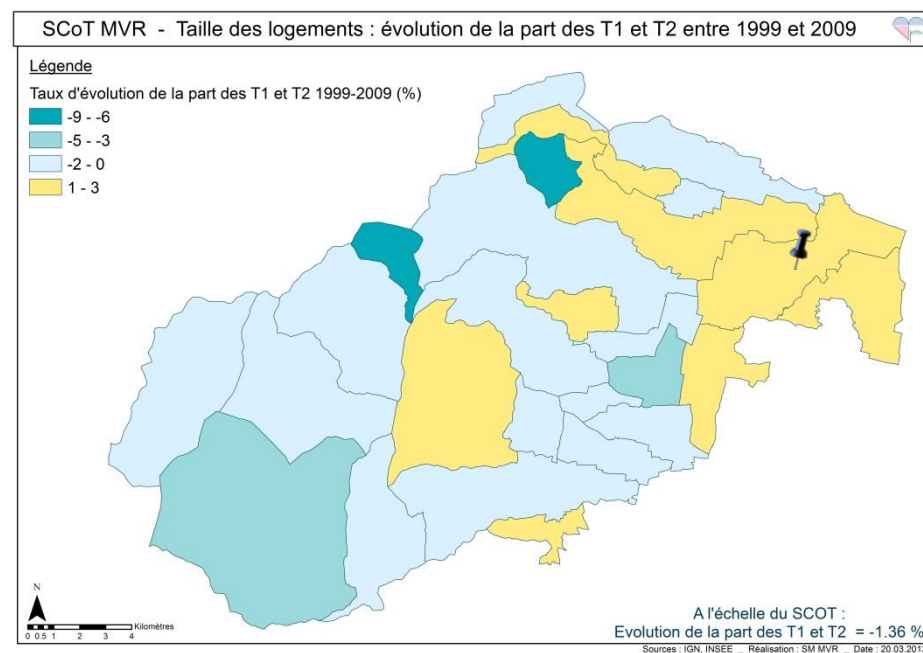 SCoT MVR - Taille des logements : évolution de la part des T1 et T2 entre 1999 et 2009
Légende
Taux d'évolution de la part des T1 et T2 1999-2009 (%)
-9 - -6
-5 - -3
-2 - 0
1 - 3
N
Kilomètres
0 0.5 1 2 3 4
A l'échelle du SCOT :
Evolution de la part des T1 et T2 = -1.36 %
Sources : IGN, INSEE _ Réalisation : SM MVR _ Date : 20.03.201